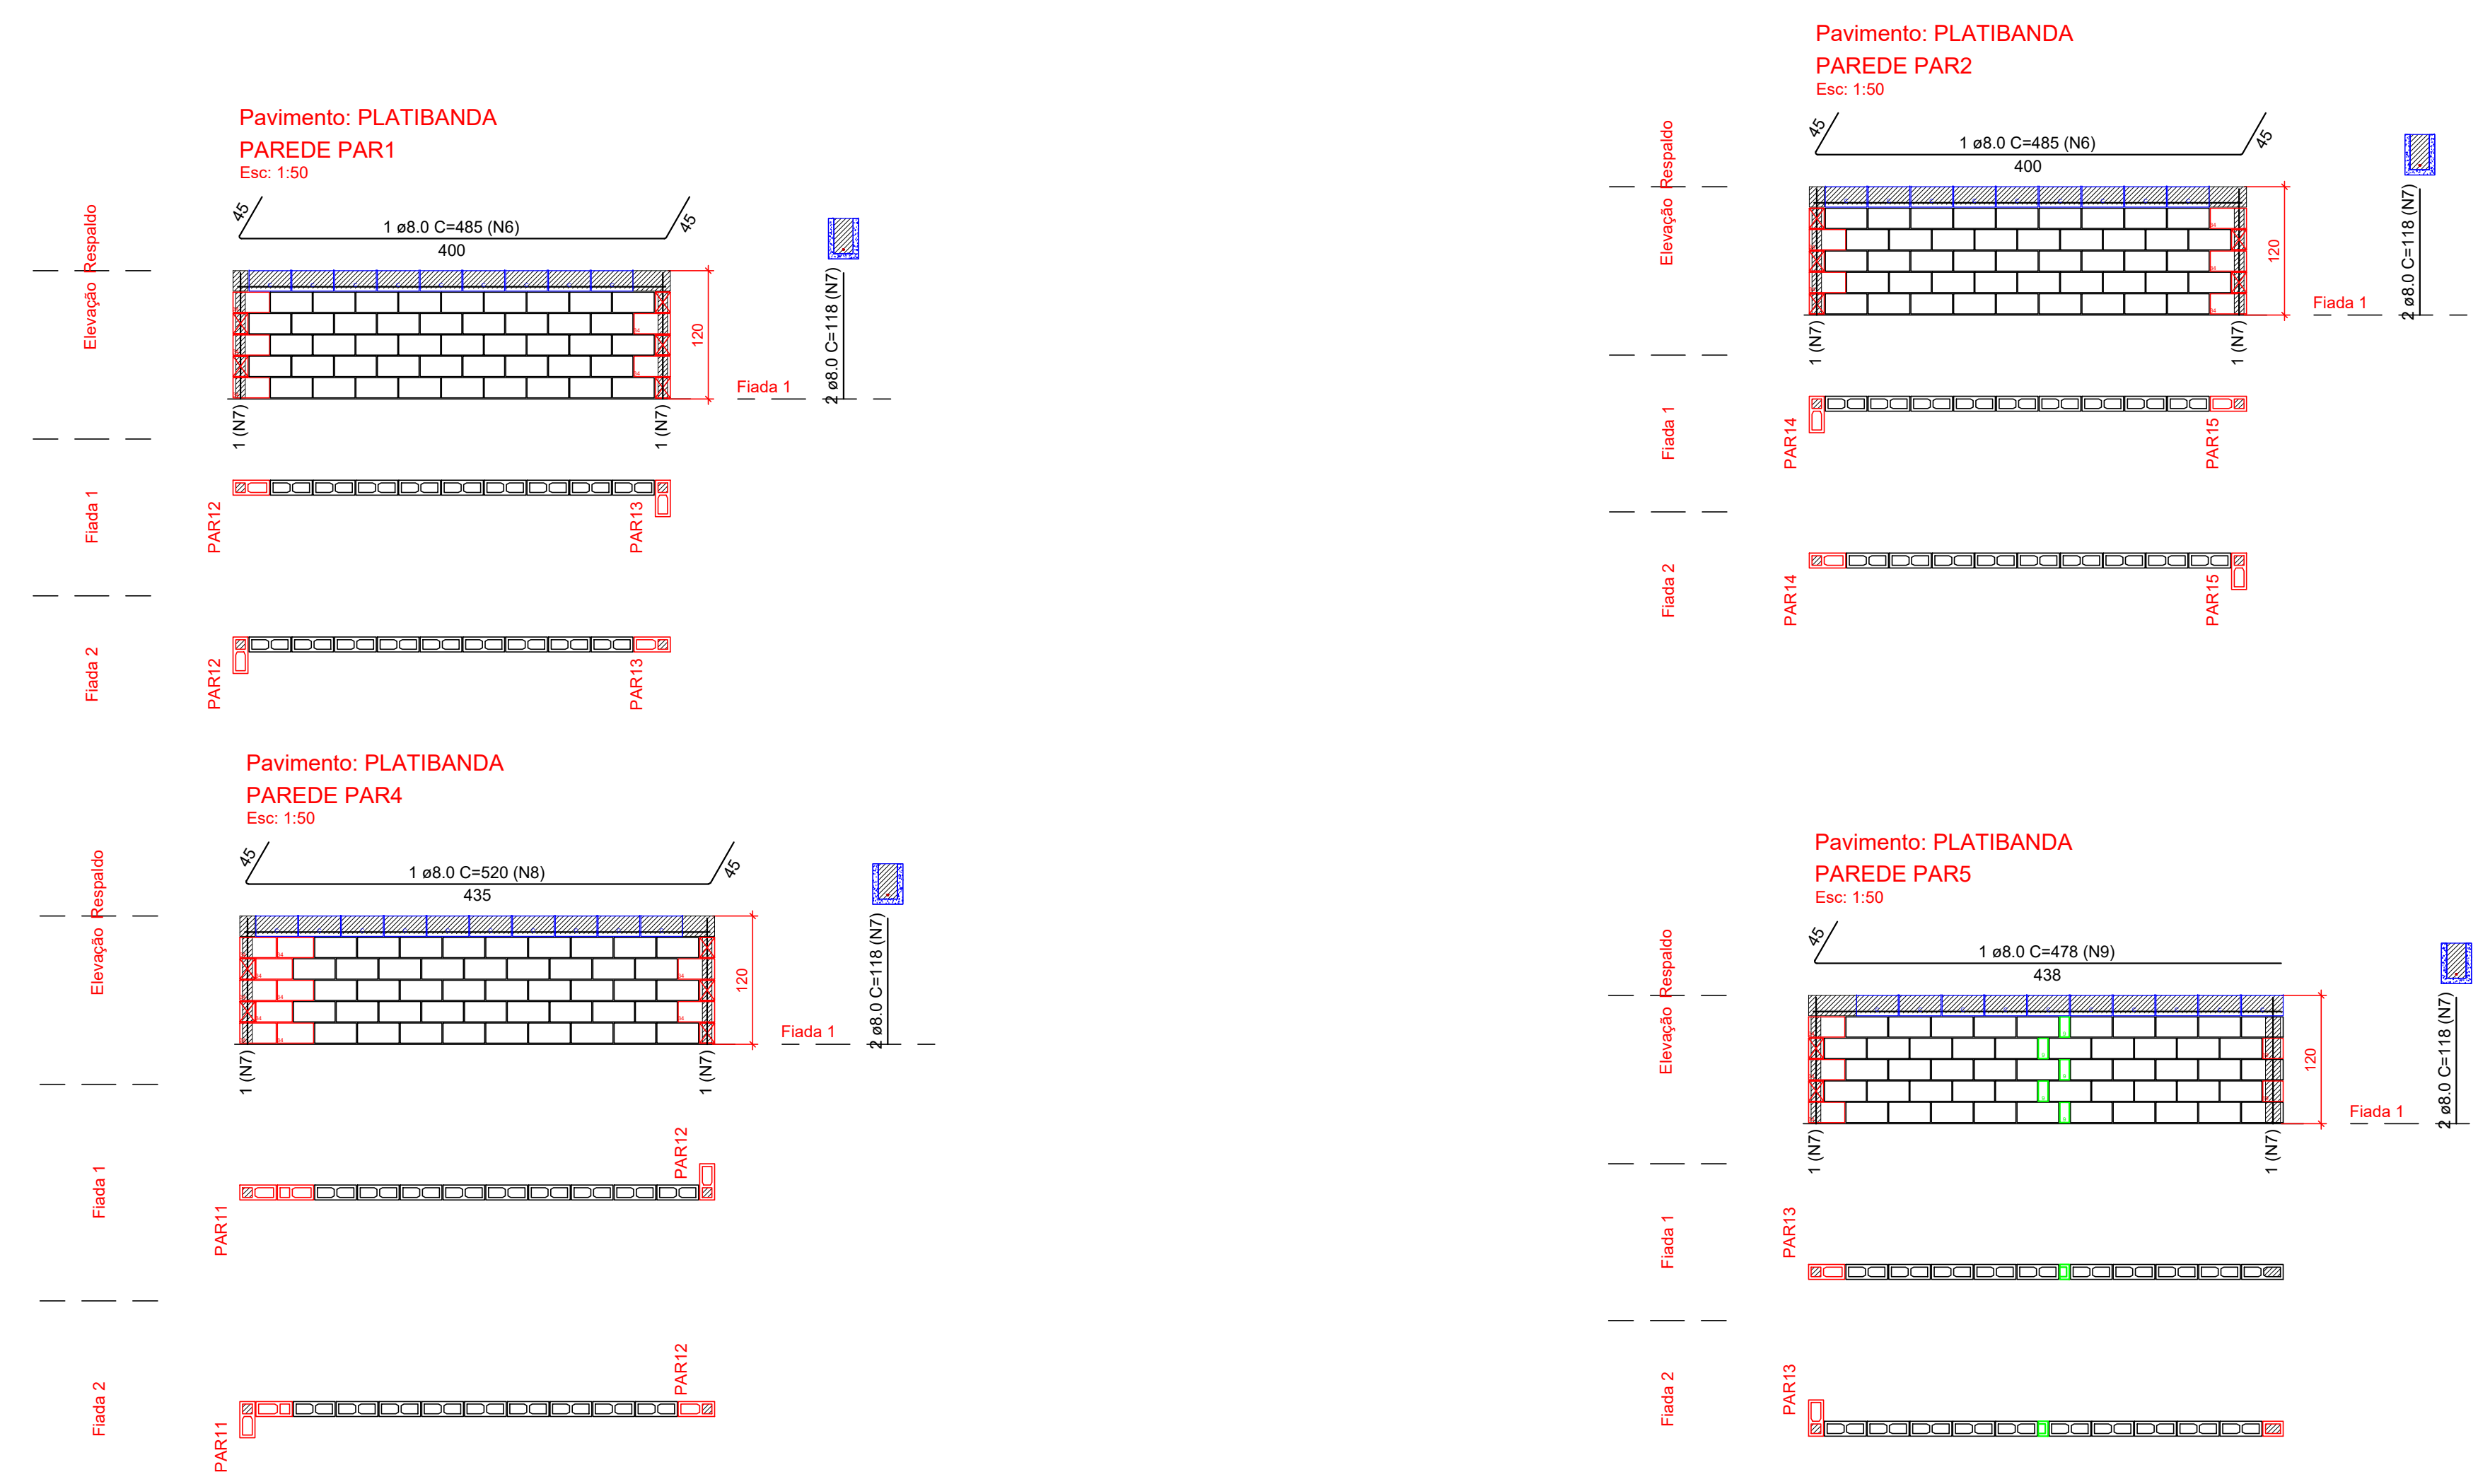 Pavimento: PLATIBANDA
PAREDE PAR1
Esc: 1:50
45
1 ø8.0 C=485 (N6)
400
45
Respaldo
Elevação
120
Fiada 1
2 ø8.0 C=118 (N7)
1 (N7)
1 (N7)
Fiada 1
PAR12
PAR13
Fiada 2
PAR12
PAR13
Pavimento: PLATIBANDA
PAREDE PAR2
Esc: 1:50
45
1 ø8.0 C=485 (N6)
400
45
Respaldo
Elevação
120
Fiada 1
2 ø8.0 C=118 (N7)
1 (N7)
1 (N7)
Fiada 1
PAR14
PAR15
Fiada 2
PAR14
PAR15
Pavimento: PLATIBANDA
PAREDE PAR4
Esc: 1:50
45
1 ø8.0 C=520 (N8)
435
45
Respaldo
Elevação
120
Fiada 1
2 ø8.0 C=118 (N7)
1 (N7)
1 (N7)
Fiada 1
PAR11
PAR12
Fiada 2
PAR11
PAR12
Pavimento: PLATIBANDA
PAREDE PAR5
Esc: 1:50
45
1 ø8.0 C=478 (N9)
438
Respaldo
Elevação
120
Fiada 1
2 ø8.0 C=118 (N7)
1 (N7)
1 (N7)
Fiada 1
PAR13
Fiada 2
PAR13